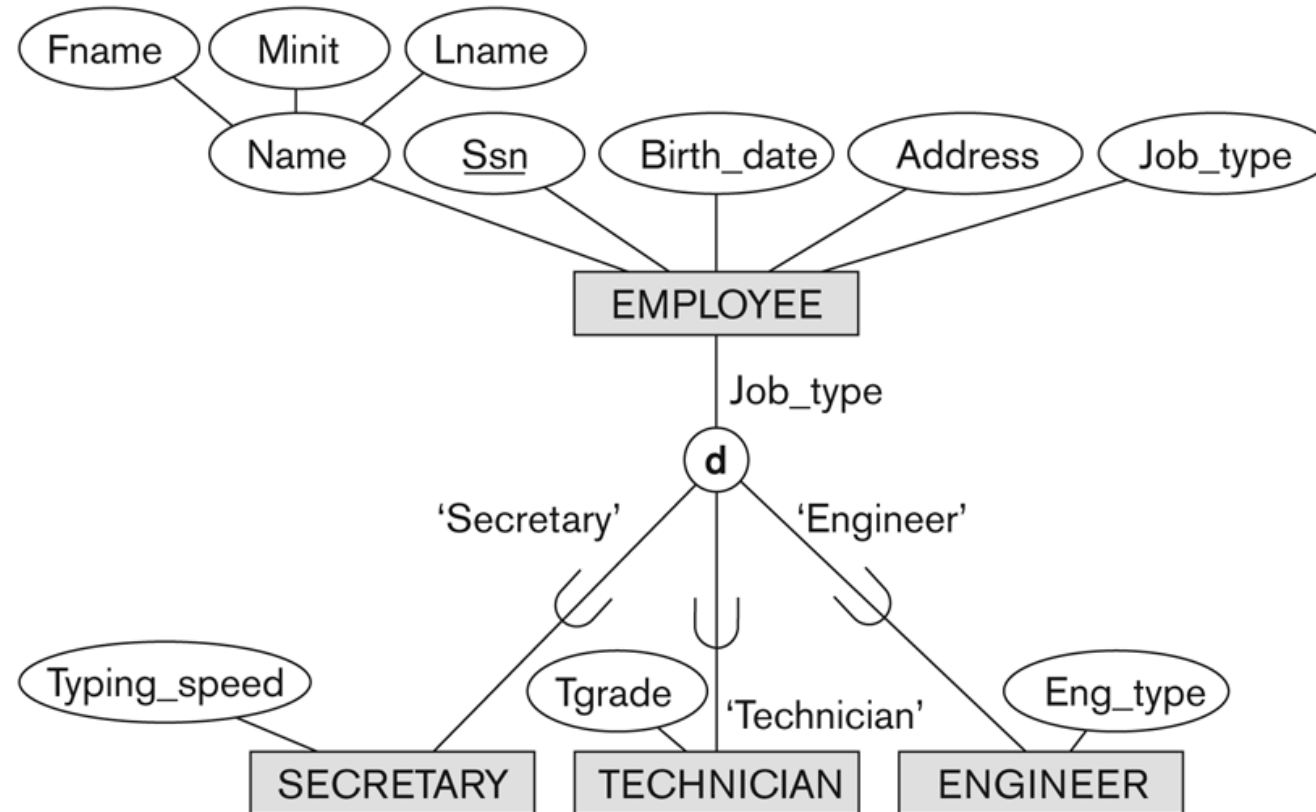 Fname Minit Lname
Name Ssn Birth_date Address Job_type
EMPLOYEE
Job_type
d
‘Secretary’ ‘Engineer’
Typing_speed Tgrade Eng_type
‘Technician’
SECRETARY TECHNICIAN ENGINEER